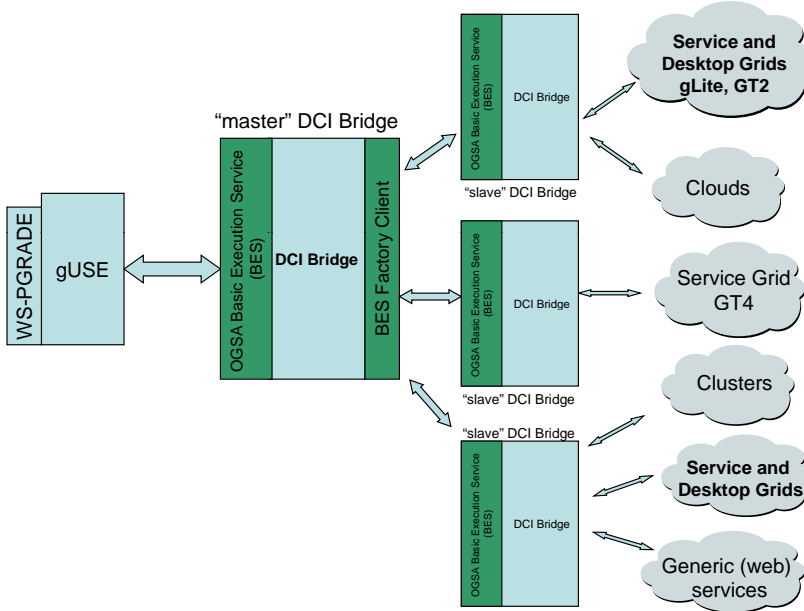 WS-PGRADE
gUSE
“master” DCI Bridge
OGSA Basic Execution Service
(BES)
DCI Bridge
BES Factory Client
OGSA Basic Execution Service
(BES)
DCI Bridge
“slave” DCI Bridge
OGSA Basic Execution Service
(BES)
DCI Bridge
“slave” DCI Bridge
“slave” DCI Bridge
OGSA Basic Execution Service
(BES)
DCI Bridge
Service and
Desktop Grids
gLite, GT2
Clouds
Service Grid
GT4
Clusters
Service and
Desktop Grids
Generic (web)
services